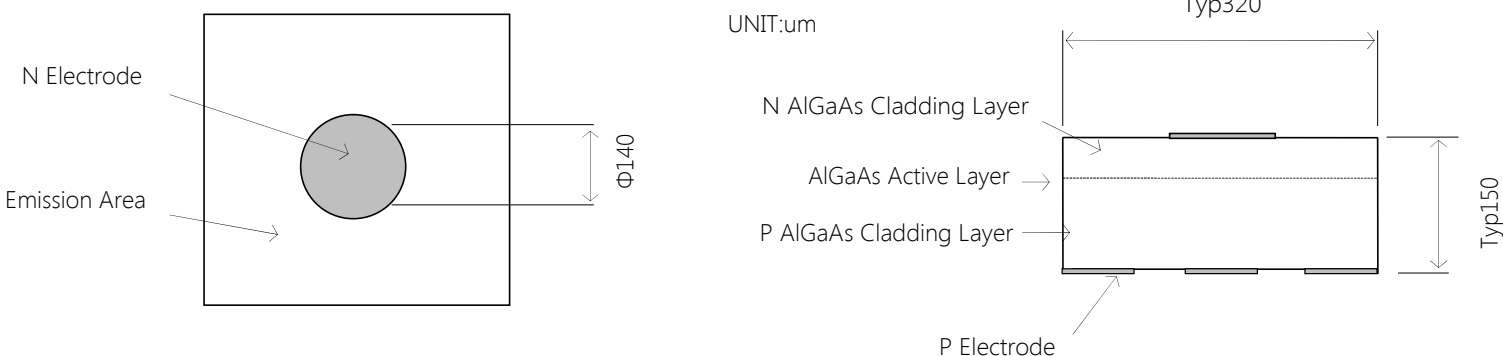 N Electrode
Φ140
Emission Area
UNIT:um
Typ320
N AlGaAs Cladding Layer
AlGaAs Active Layer
P AlGaAs Cladding Layer
Typ150
P Electrode